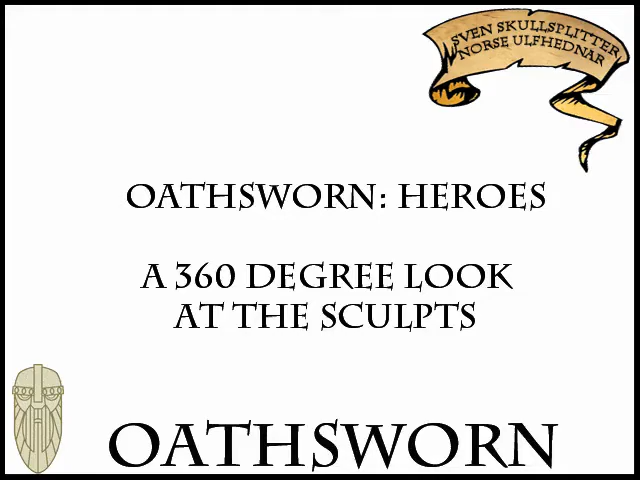 SVEN SKULLSPLITTER
NORSE ULFHEDNAR
OATHSWORN: HEROES
A 360 DEGREE LOOK
AT THE SCULPTS
OATHSWORN